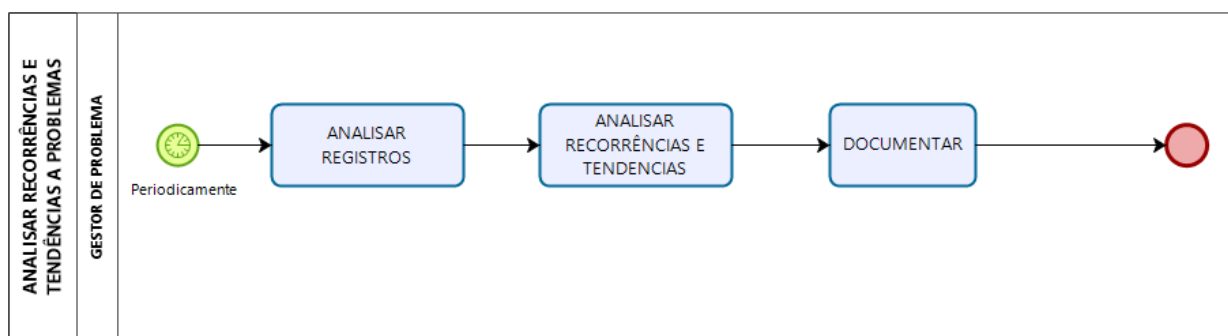 ANALISAR RECORRÊNCIAS E
TENDÊNCIAS A PROBLEMAS
GESTOR DE PROBLEMA
Periodicamente
ANALISAR
REGISTROS
ANALISAR
RECORRÊNCIAS E
TENDENCIAS
DOCUMENTAR